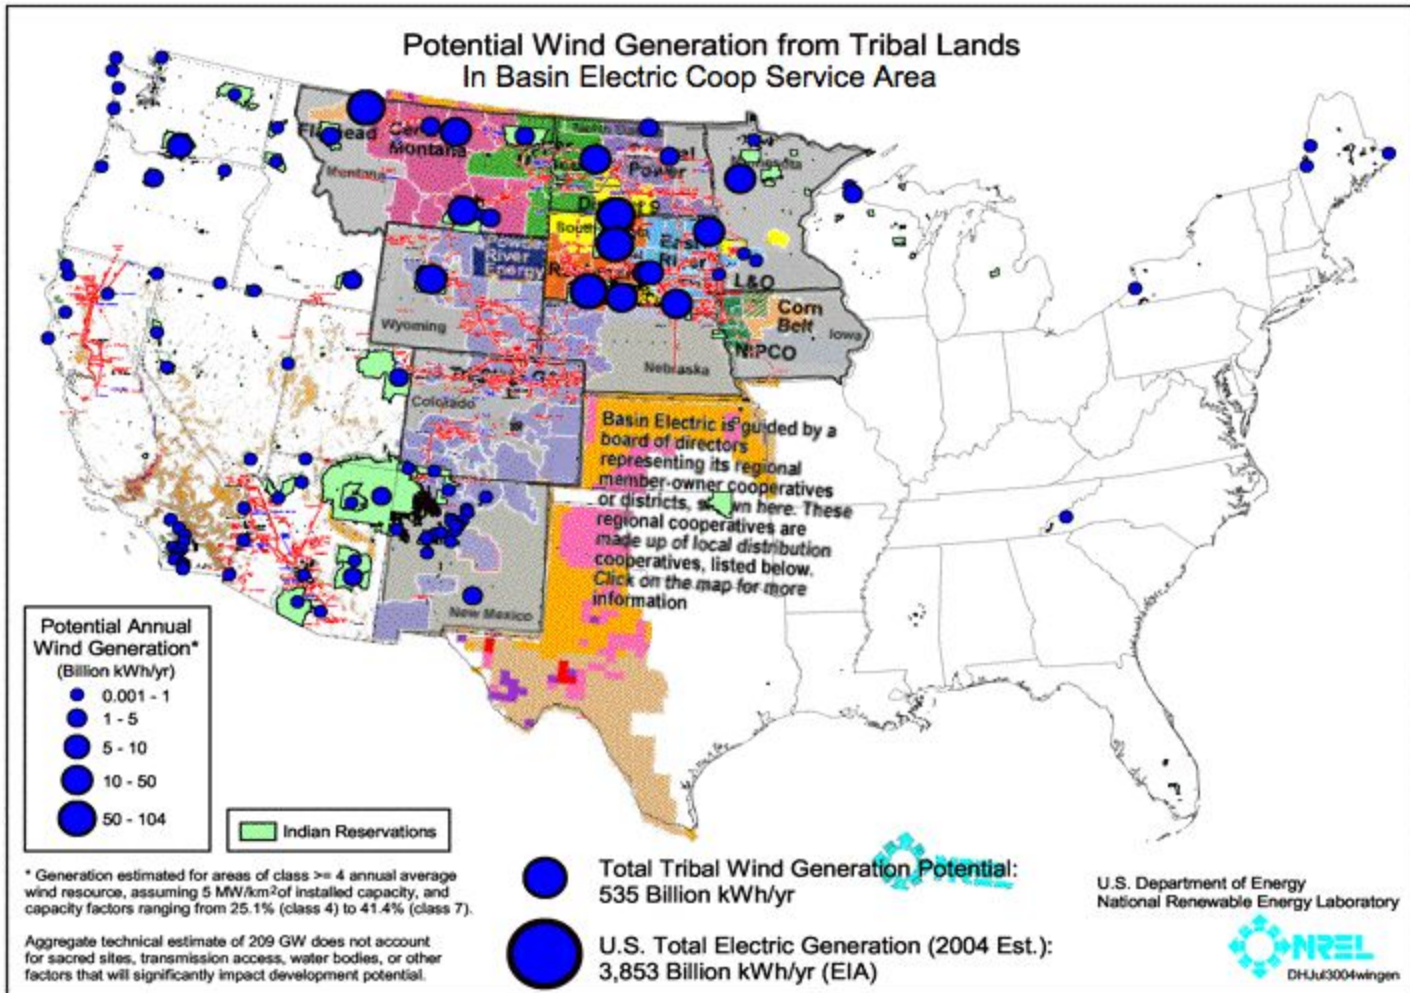 Potential Wind Generation from Tribal Lands
In Basin Electric Coop Service Area
Flathead
Montana
Montana
Power
Minnesota
Powder
River
Energy
East
River
L&O
Corn
Belt
Iowa
NIPCO
Wyoming
Nebraska
Colorado
New Mexico
Basin Electric is guided by a
board of directors
representing its regional
member-owner cooperatives
or districts, shown here. These
regional cooperatives are
made up of local distribution
cooperatives, listed below.
Click on the map for more
information
Potential Annual
Wind Generation*
(Billion kWh/yr)
0.001 - 1
1 - 5
5 - 10
10 - 50
50 - 104
Indian Reservations
* Generation estimated for areas of class >= 4 annual average
wind resource, assuming 5 MW/km2 of installed capacity, and
capacity factors ranging from 25.1% (class 4) to 41.4% (class 7).
Aggregate technical estimate of 209 GW does not account
for sacred sites, transmission access, water bodies, or other
factors that will significantly impact development potential.
NREL
Total Tribal Wind Generation Potential:
535 Billion kWh/yr
U.S. Total Electric Generation (2004 Est.):
3,853 Billion kWh/yr (EIA)
U.S. Department of Energy
National Renewable Energy Laboratory
NREL
DHJul3004wingen